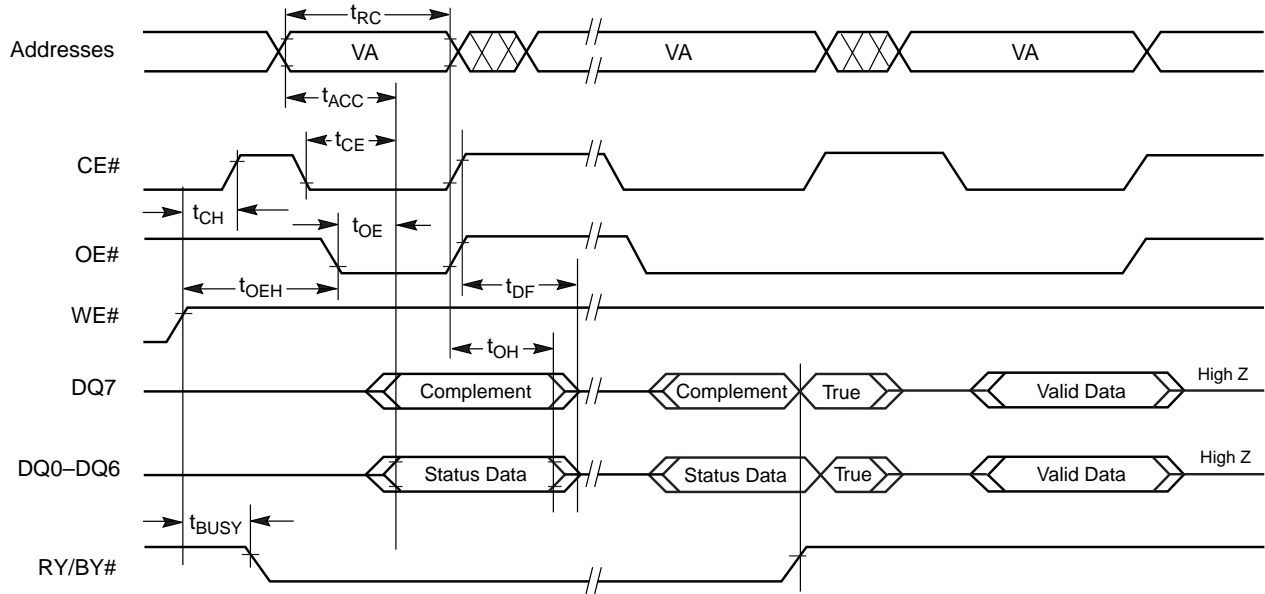 tRC
Addresses VA VA VA
tACC
tCE
CE#
tCH tOE
OE#
tOEH tDF
WE#
tOH
DQ7 Complement Complement True Valid Data High Z
DQ0–DQ6 Status Data Status Data True Valid Data High Z
tBUSY
RY/BY#